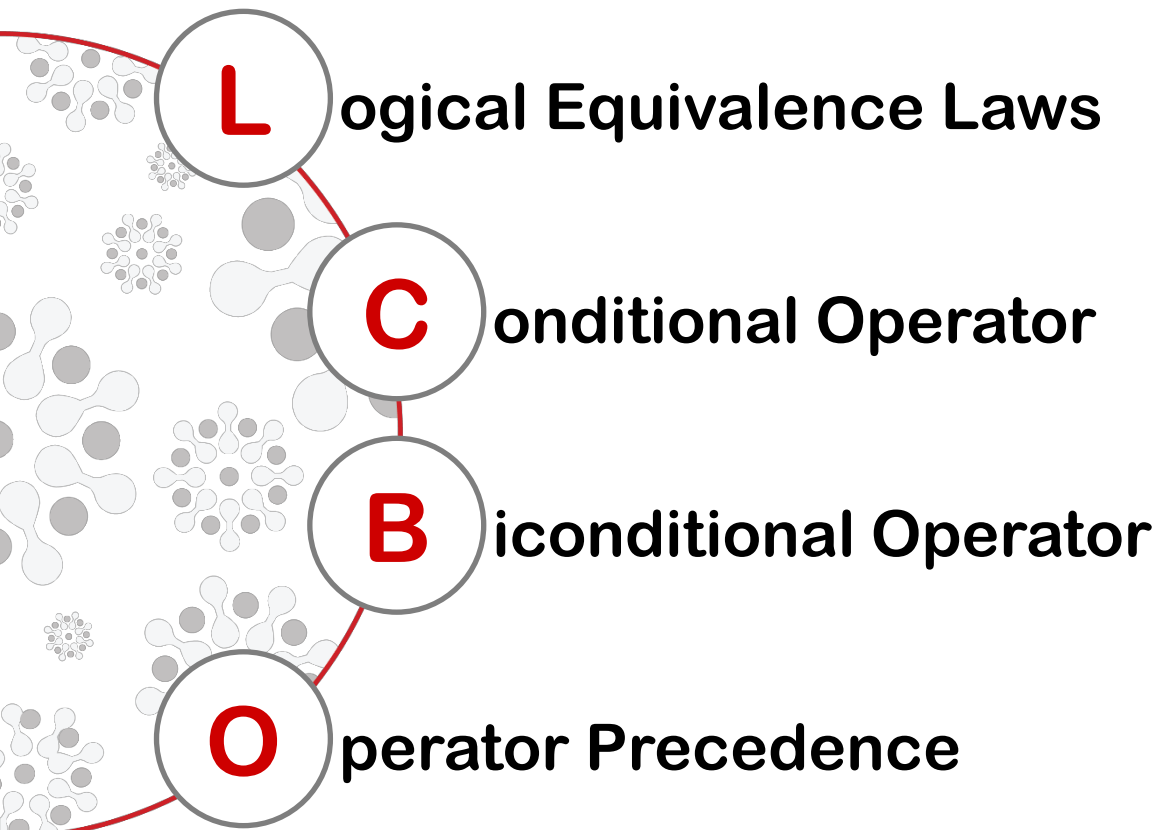 Logical Equivalence Laws
Conditional Operator
Biconditional Operator
Operator Precedence